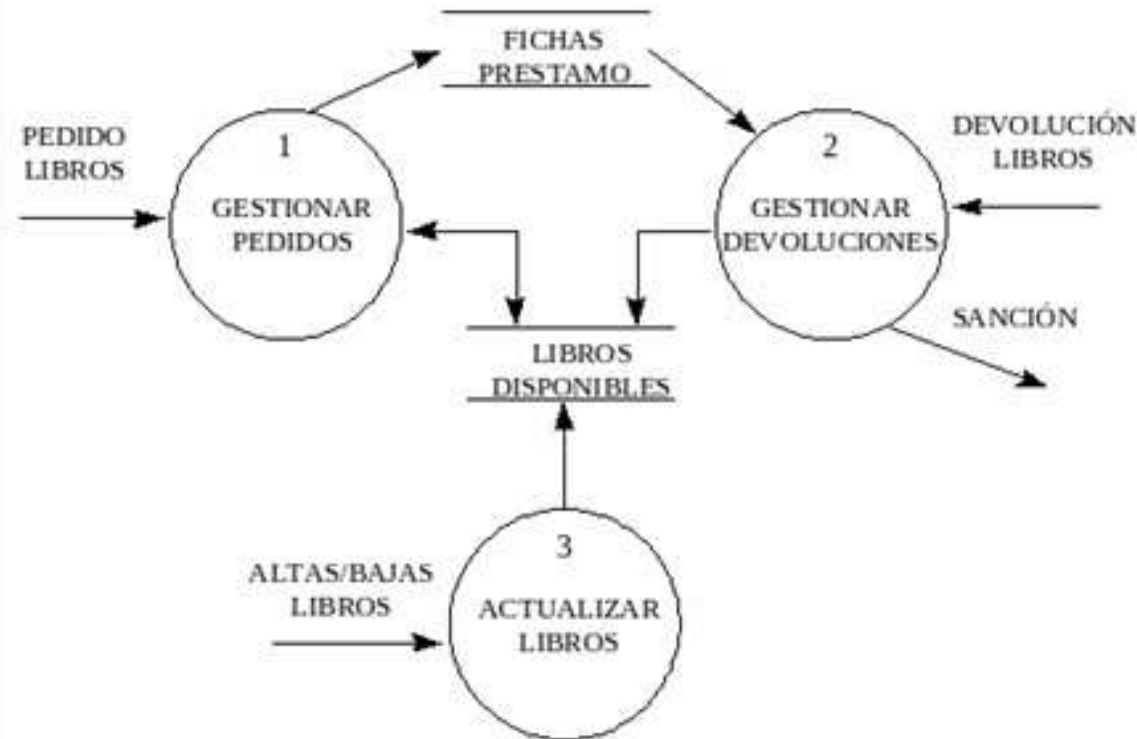 FICHAS
PRESTAMO
PEDIDO
LIBROS
1
GESTIONAR
PEDIDOS
2
GESTIONAR
DEVOLUCIONES
DEVOLUCIÓN
LIBROS
SANCIÓN
LIBROS
DISPONIBLES
ALTAS/BAJAS
LIBROS
3
ACTUALIZAR
LIBROS